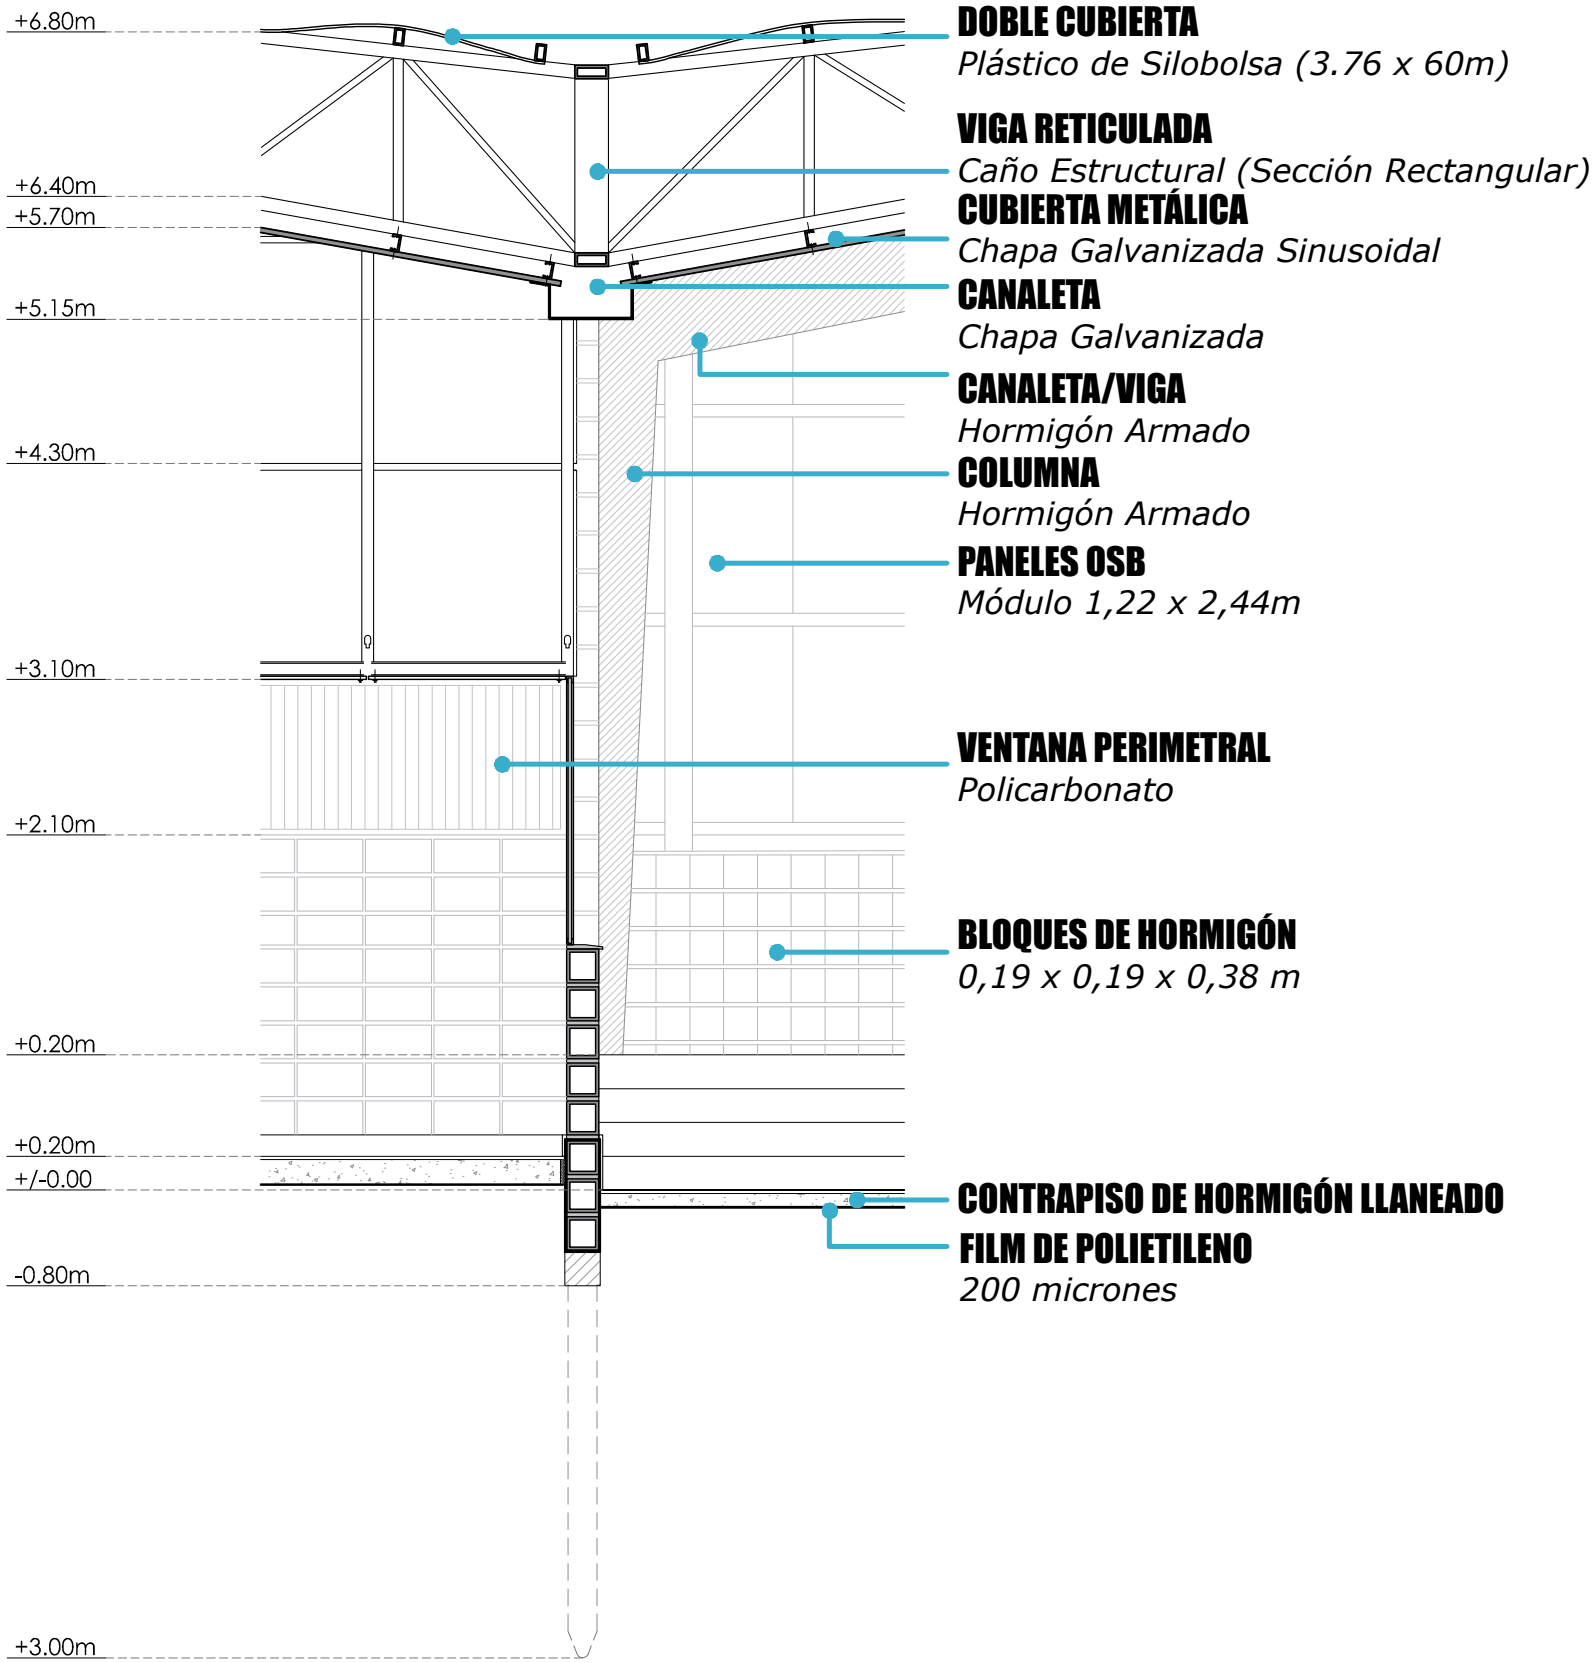 +6.80m
DOBLE CUBIERTA
Plástico de Silobolsa (3.76 x 60m)
VIGA RETICULADA
Caño Estructural (Sección Rectangular)
+6.40m
CUBIERTA METÁLICA
+5.70m
Chapa Galvanizada Sinusoidal
CANALETA
+5.15m
Chapa Galvanizada
CANALETA/VIGA
Hormigón Armado
+4.30m
COLUMNA
Hormigón Armado
PANELES OSB
Módulo 1,22 x 2,44m
+3.10m
VENTANA PERIMETRAL
Policarbonato
+2.10m
BLOQUES DE HORMIGÓN
0,19 x 0,19 x 0,38 m
+0.20m
+0.20m
+/-0.00
CONTRAPISO DE HORMIGÓN LLANEADO
FILM DE POLIETILENO
-0.80m
200 micrones
+3.00m